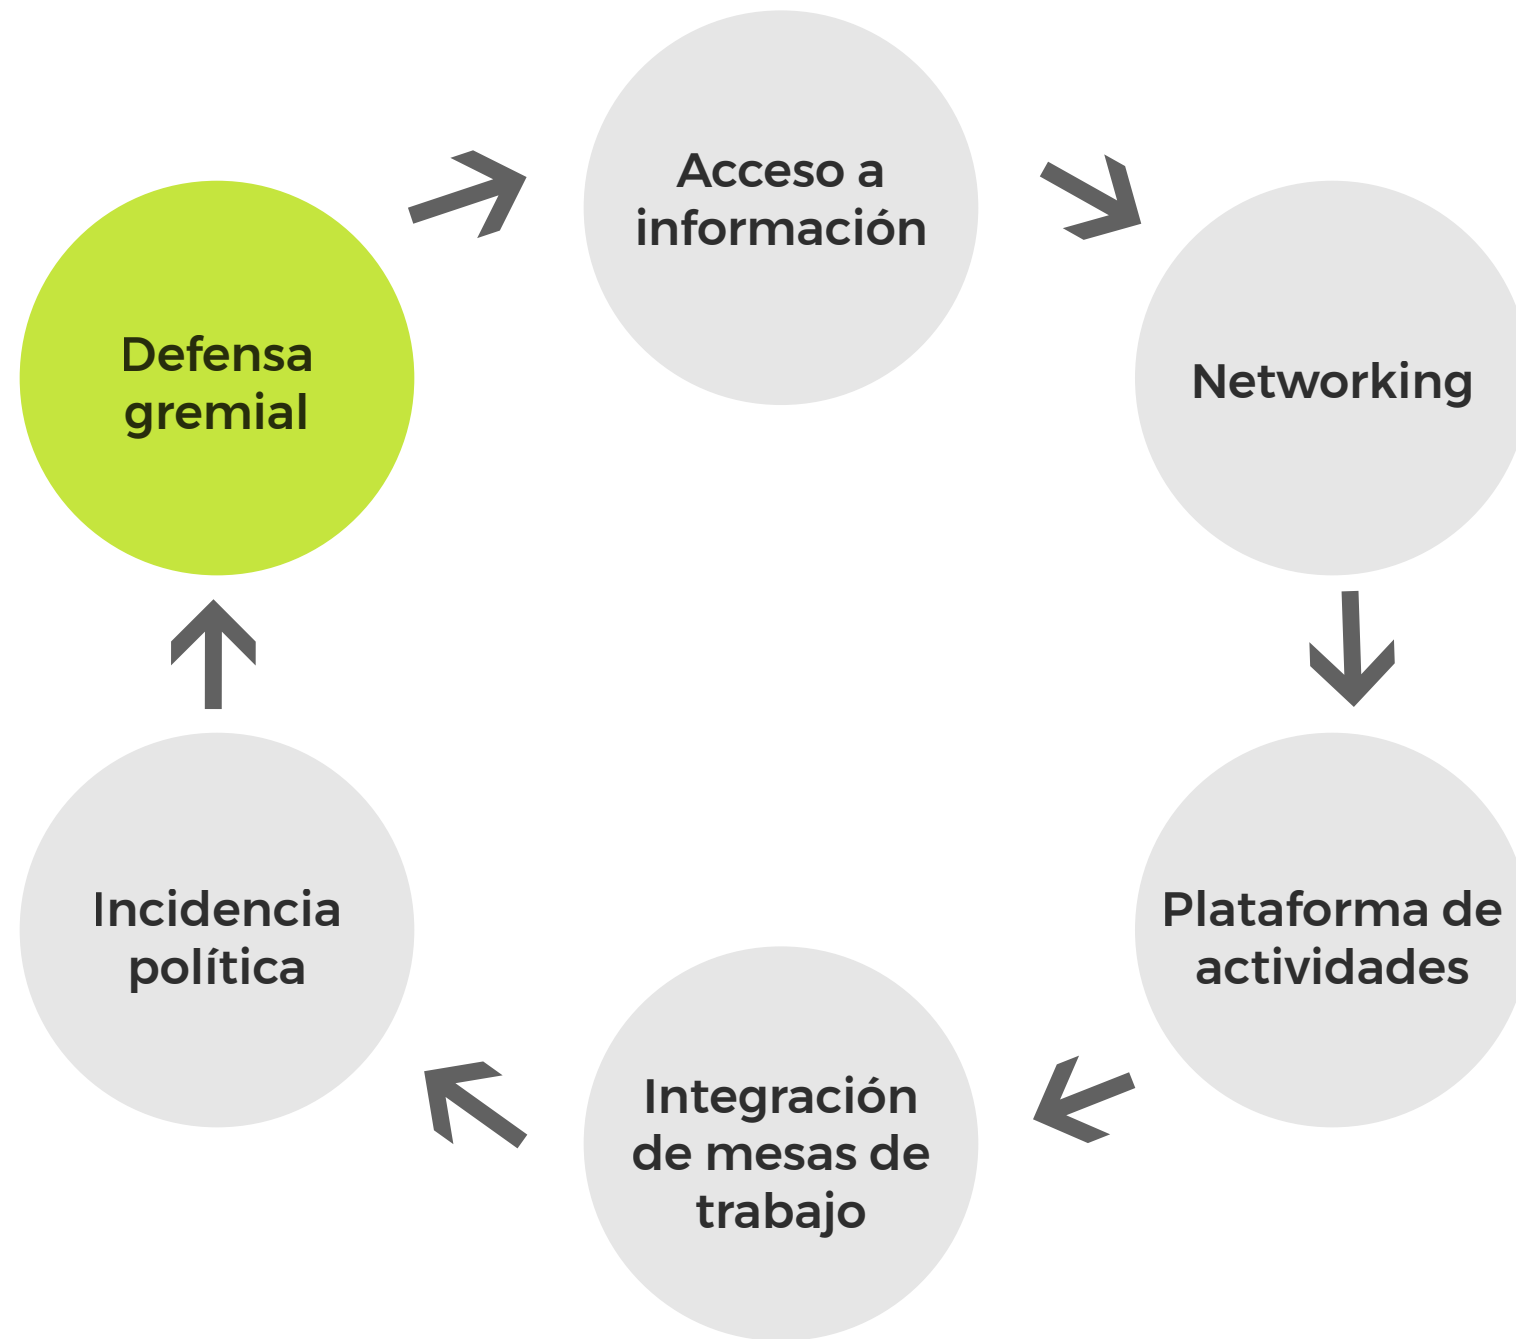 Defensa
gremial
Acceso a
información
Networking
Plataforma de
actividades
Integración
de mesas de
trabajo
Incidencia
política